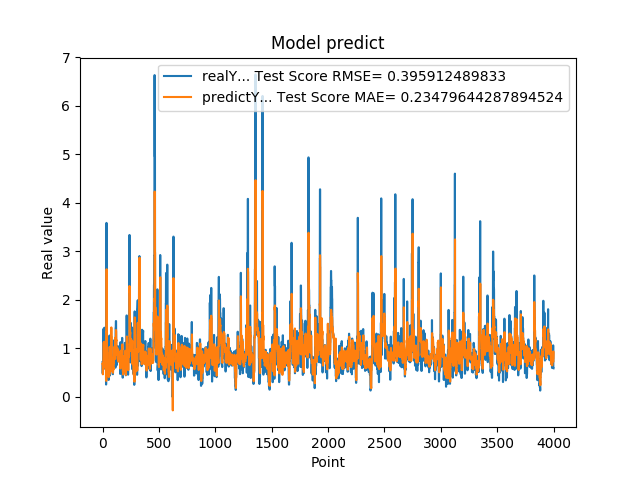 Model predict
realY... Test Score RMSE= 0.395912489833
predictY... Test Score MAE= 0.23479644287894524
Real value
7
6
5
4
3
2
1
0
0 500 1000 1500 2000 2500 3000 3500 4000
Point